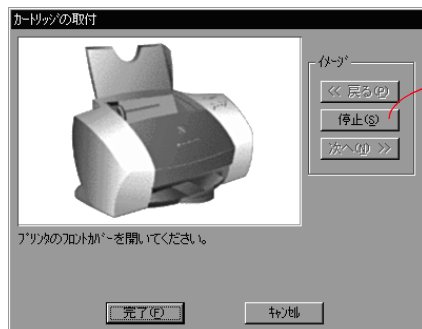 カートリッジの取付
イメージ
<< 戻る(P)
停止(S)
次へ(N) >>
プリンタのフロントカバーを開いてください。
完了(F)
キャンセル